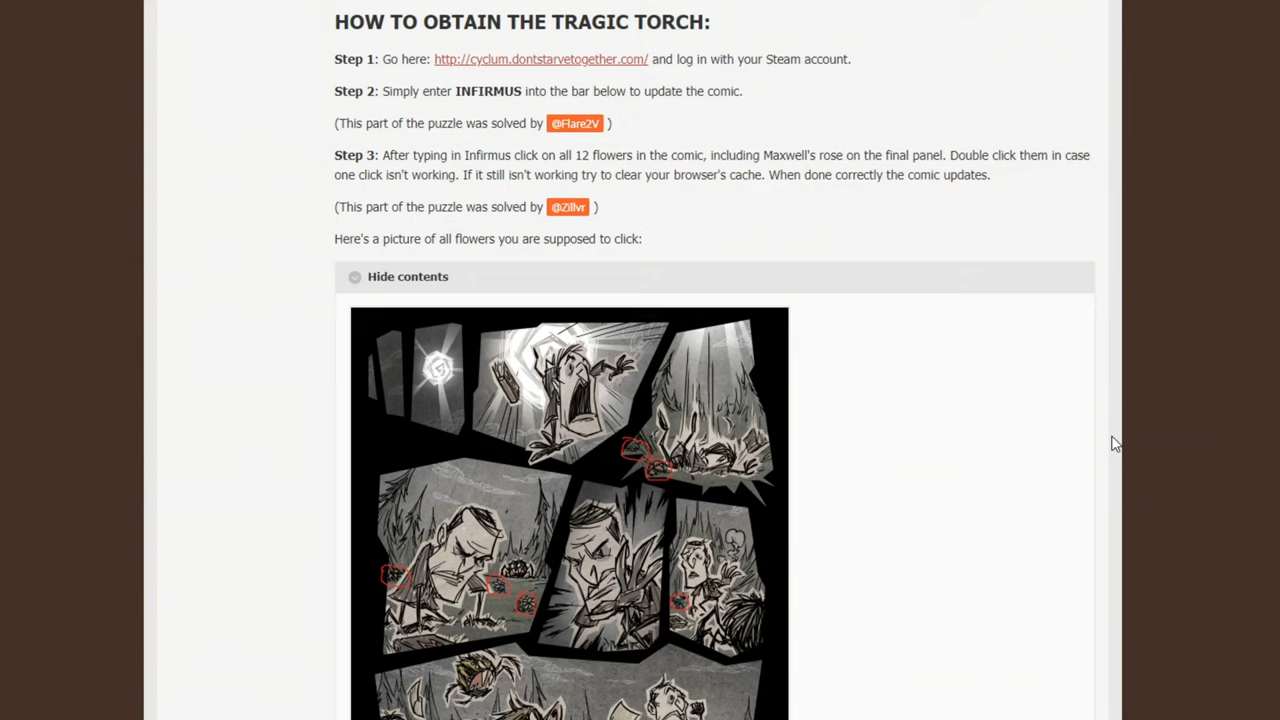 HOW TO OBTAIN THE TRAGIC TORCH:
Step 1: Go here: http://cyclum.dontstarvetogether.com/ and log in with your Steam account.
Step 2: Simply enter INFIRMUS into the bar below to update the comic.
(This part of the puzzle was solved by @Flare2V )
Step 3: After typing in Infirmus click on all 12 flowers in the comic, including Maxwell's rose on the final panel. Double click them in case
one click isn't working. If it still isn't working try to clear your browser's cache. When done correctly the comic updates.
(This part of the puzzle was solved by @Zillvr )
Here's a picture of all flowers you are supposed to click:
Hide contents